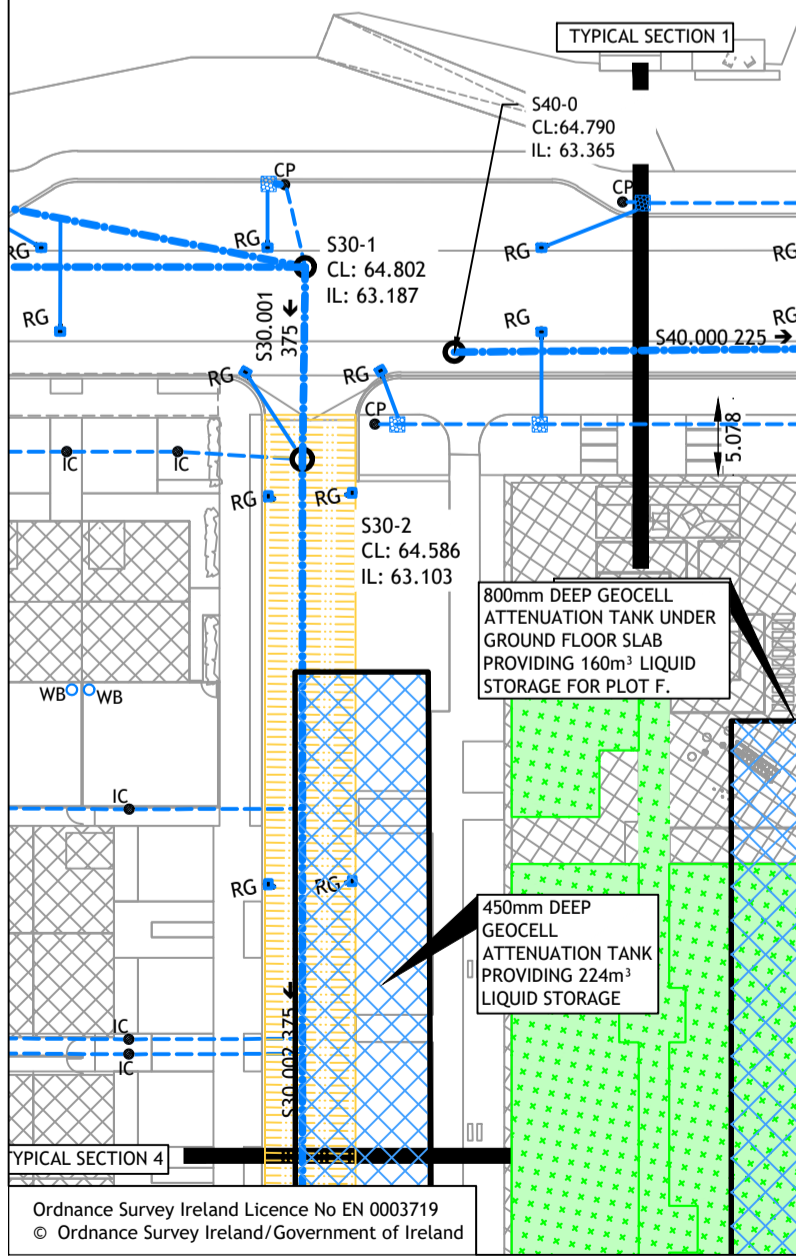 TYPICAL SECTION 1
S40-0
CL:64.790
IL: 63.365
CP
CP
RG
RG
RG
RG
S30-1
CL: 64.802
IL: 63.187
S30.001
375
RG
RG
RG
S40.000 225
RG
RG
CP
5.078
IC
IC
RG
RG
S30-2
CL: 64.586
IL: 63.103
800mm DEEP GEOCELL
ATTENUATION TANK UNDER
GROUND FLOOR SLAB
PROVIDING 160m³ LIQUID
STORAGE FOR PLOT F.
WB
WB
IC
RG
RG
450mm DEEP
GEOCELL
ATTENUATION TANK
PROVIDING 224m³
LIQUID STORAGE
IC
IC
S30.002 375
YPICAL SECTION 4
Ordnance Survey Ireland Licence No EN 0003719
© Ordnance Survey Ireland/Government of Ireland